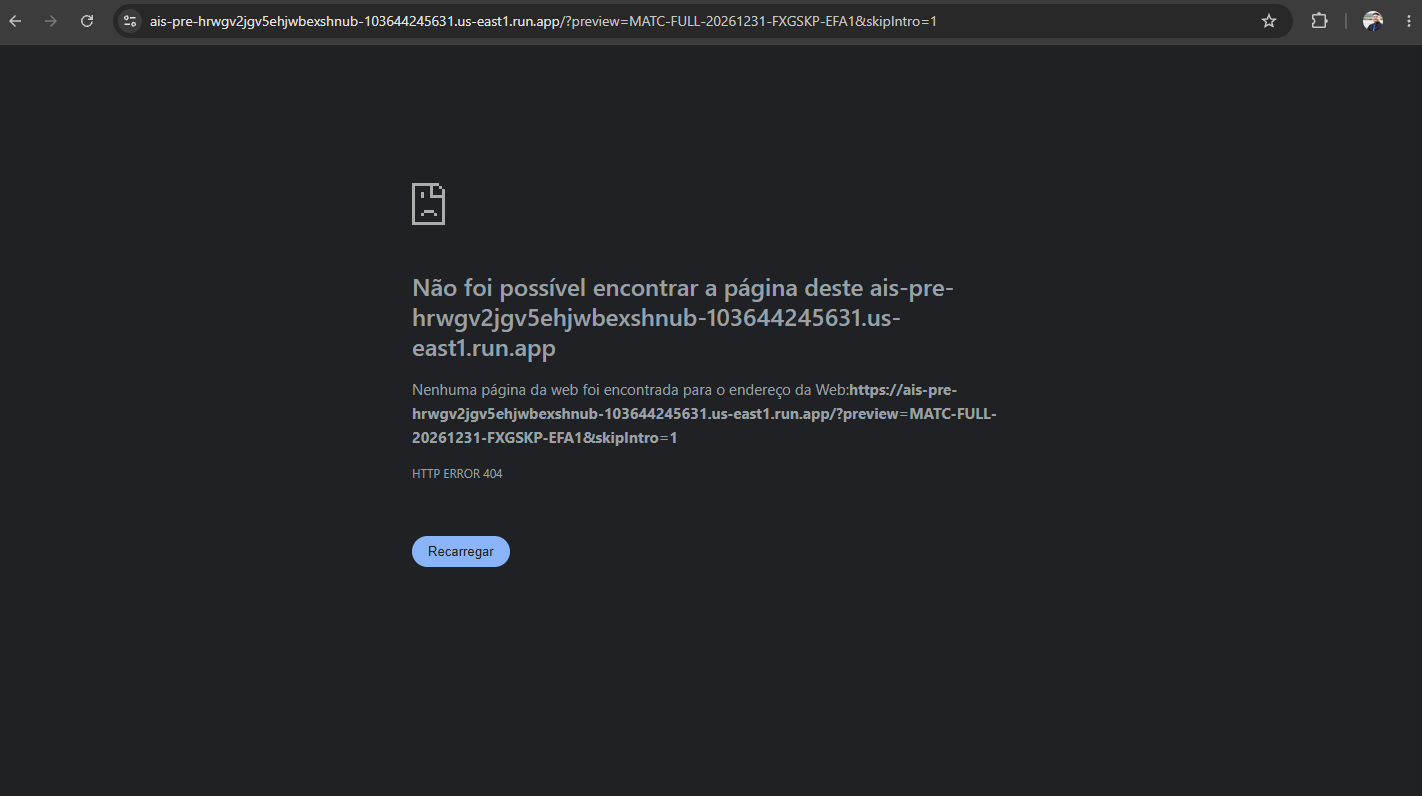 ais-pre-hrwgv2jgv5ehjwbexshnub-103644245631.us-east1.run.app/?preview=MATC-FULL-20261231-FXGSKP-EFA1&skipIntro=1
Não foi possível encontrar a página deste ais-pre-
hrwgv2jgv5ehjwbexshnub-103644245631.us-
east1.run.app
Nenhuma página da web foi encontrada para o endereço da Web:https://ais-pre-
hrwgv2jgv5ehjwbexshnub-103644245631.us-east1.run.app/?preview=MATC-FULL-
20261231-FXGSKP-EFA1&skipIntro=1
HTTP ERROR 404
Recarregar